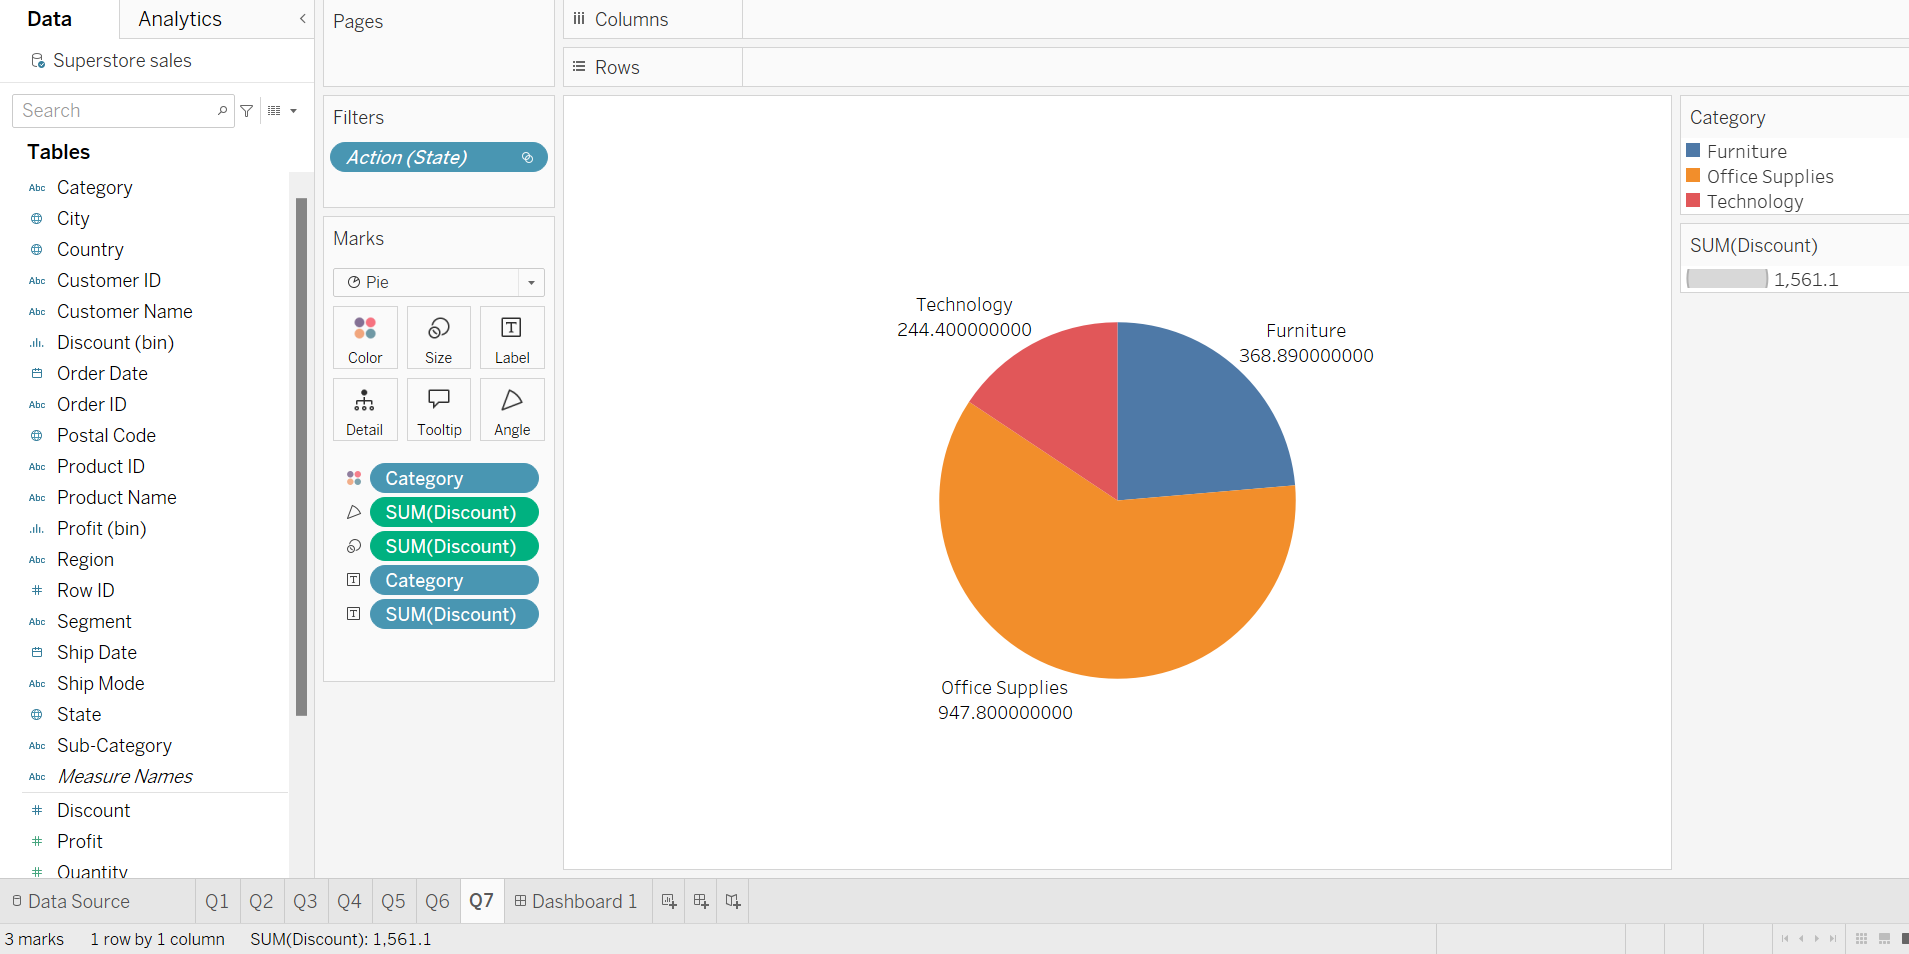 Data
Analytics
Superstore sales
Search
Tables
Abc Category
City
Country
Abc Customer ID
Abc Customer Name
Discount (bin)
Order Date
Abc Order ID
Postal Code
Abc Product ID
Abc Product Name
Profit (bin)
Abc Region
# Row ID
Abc Segment
Ship Date
Abc Ship Mode
State
Abc Sub-Category
Abc Measure Names
# Discount
# Profit
# Quantity
Pages
Filters
Action (State)
Marks
Pie
Color
Size
T Label
Detail
Tooltip
Angle
Category
SUM(Discount)
SUM(Discount)
T Category
T SUM(Discount)
Columns
Rows
Technology
244.400000000
Furniture
368.890000000
Office Supplies
947.800000000
Category
Furniture
Office Supplies
Technology
SUM(Discount)
1,561.1
Data Source
Q1
Q2
Q3
Q4
Q5
Q6
Q7
Dashboard 1
3 marks
1 row by 1 column
SUM(Discount): 1,561.1